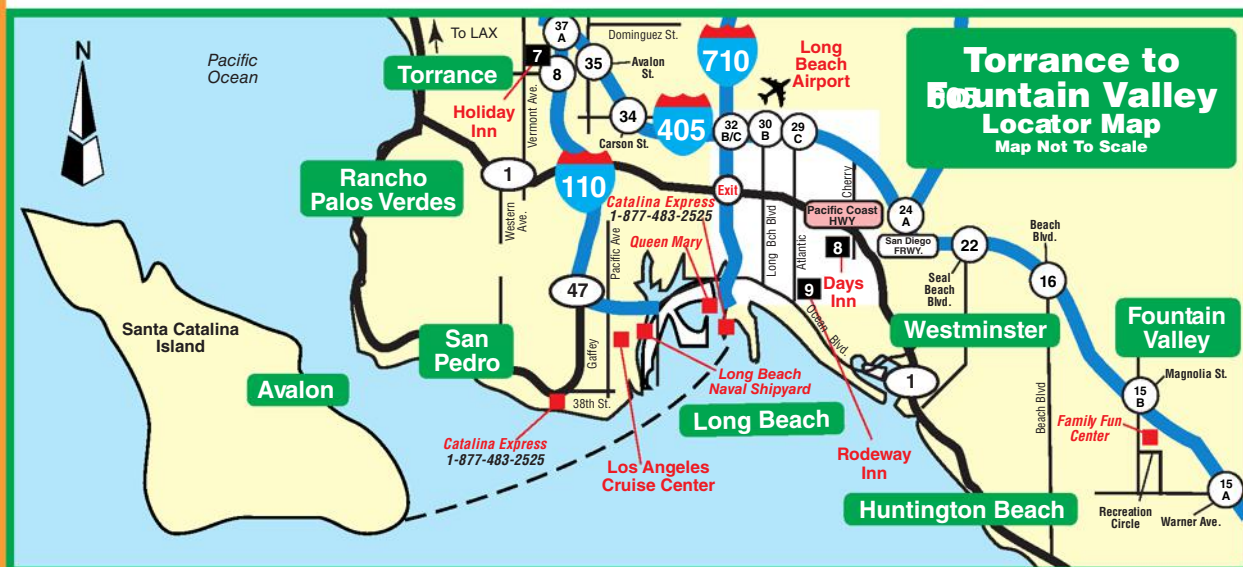 N
Pacific
Ocean
To LAX
Torrance
7
Holiday
Inn
37
A
8
Vermont Ave.
Dominguez St.
35
Avalon
St.
34
Carson St.
405
710
Long
Beach
Airport
32
B/C
30
B
29
C
Torrance to
Fountain Valley
Locator Map
Map Not To Scale
Rancho
Palos Verdes
1
Western
Ave.
110
Catalina Express
1-877-483-2525
Queen Mary
Pacific Ave
Exit
Long Bch Blvd
Atlantic
Cherry
Pacific Coast
HWY
8
Days
Inn
9
Ocean Blvd.
24
A
San Diego
FRWY.
22
Seal
Beach
Blvd.
Beach
Blvd.
16
Fountain
Valley
Westminster
Santa Catalina
Island
Avalon
San
Pedro
47
Gaffey
38th St.
Long Beach
Naval Shipyard
Long Beach
1
Beach Blvd
Magnolia St.
15
B
Family Fun
Center
Catalina Express
1-877-483-2525
Los Angeles
Cruise Center
Rodeway
Inn
Huntington Beach
Recreation
Circle
Warner Ave.
15
A